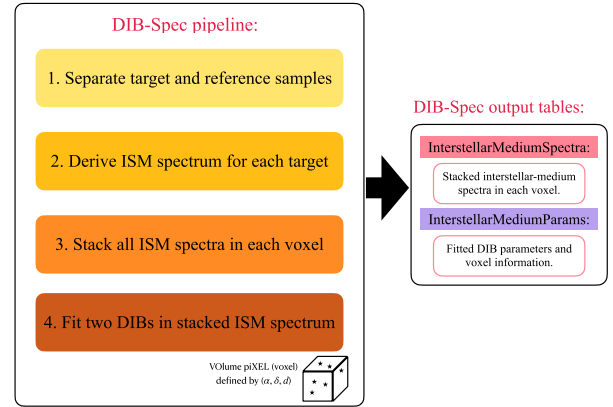 DIB-Spec pipeline:
1. Separate target and reference samples
2. Derive ISM spectrum for each target
3. Stack all ISM spectra in each voxel
4. Fit two DIBs in stacked ISM spectrum
VOlume piXEL (voxel)
defined by (α, δ, d)
DIB-Spec output tables:
InterstellarMediumSpectra:
Stacked interstellar-medium
spectra in each voxel.
InterstellarMediumParams:
Fitted DIB parameters and
voxel information.